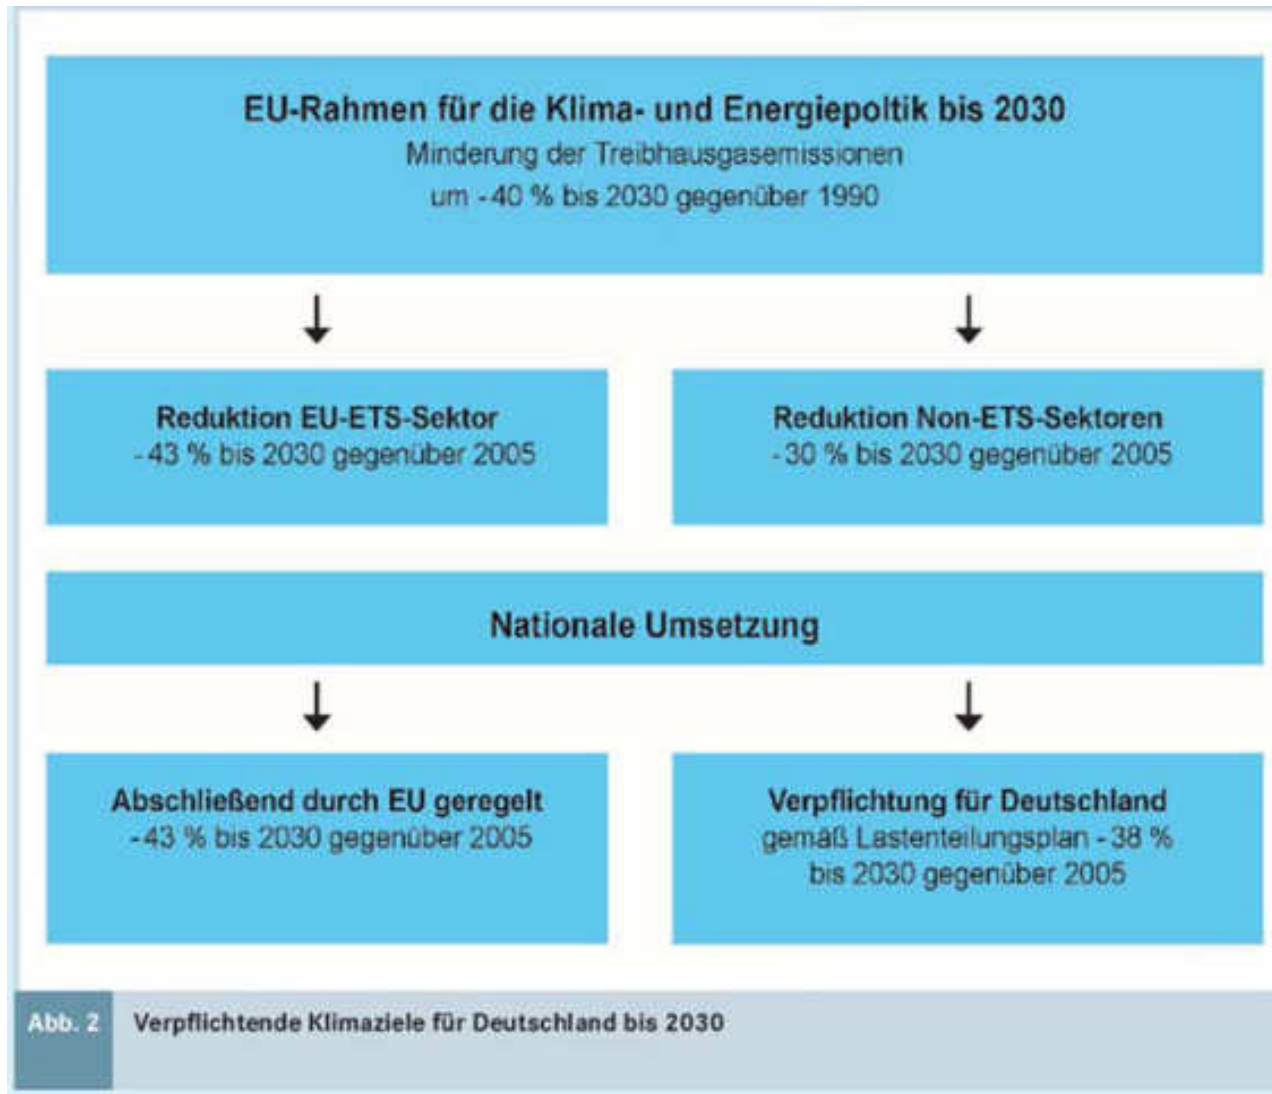 EU-Rahmen für die Klima- und Energiepoltik bis 2030
Minderung der Treibhausgasemissionen
um -40 % bis 2030 gegenüber 1990
Reduktion EU-ETS-Sektor
-43 % bis 2030 gegenüber 2005
Reduktion Non-ETS-Sektoren
-30 % bis 2030 gegenüber 2005
Nationale Umsetzung
Abschließend durch EU geregelt
-43 % bis 2030 gegenüber 2005
Verpflichtung für Deutschland
gemäß Lastenteilungsplan -38 %
bis 2030 gegenüber 2005
Abb. 2 Verpflichtende Klimaziele für Deutschland bis 2030